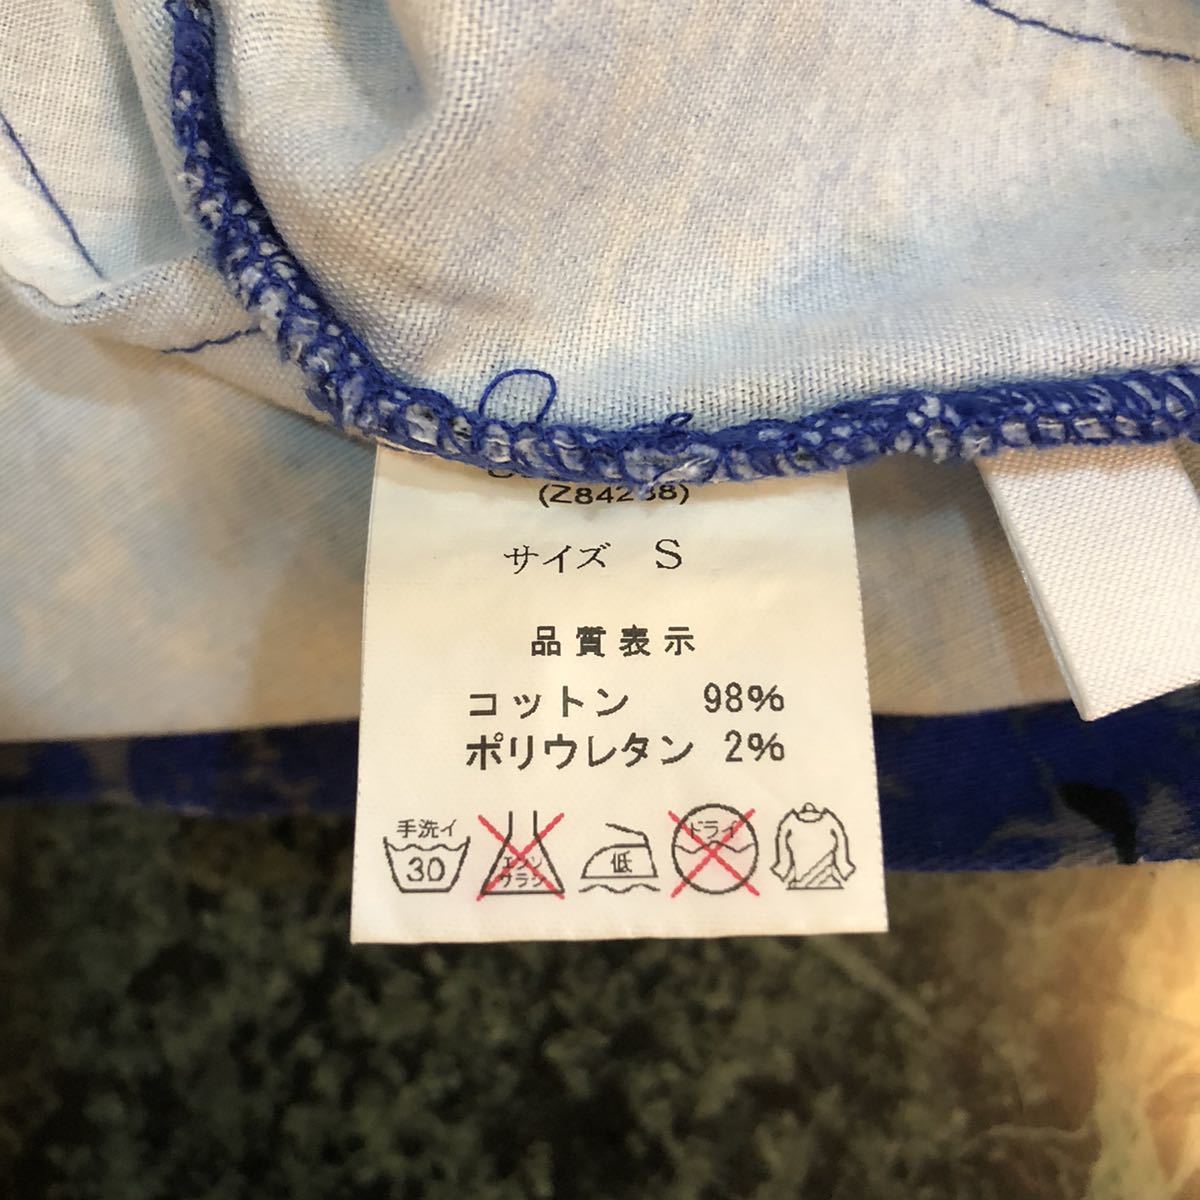 サイズ S
品質表示
コットン 98%
ポリウレタン 2%
手洗イ
30
エンソ
サラシ
低
ドライ